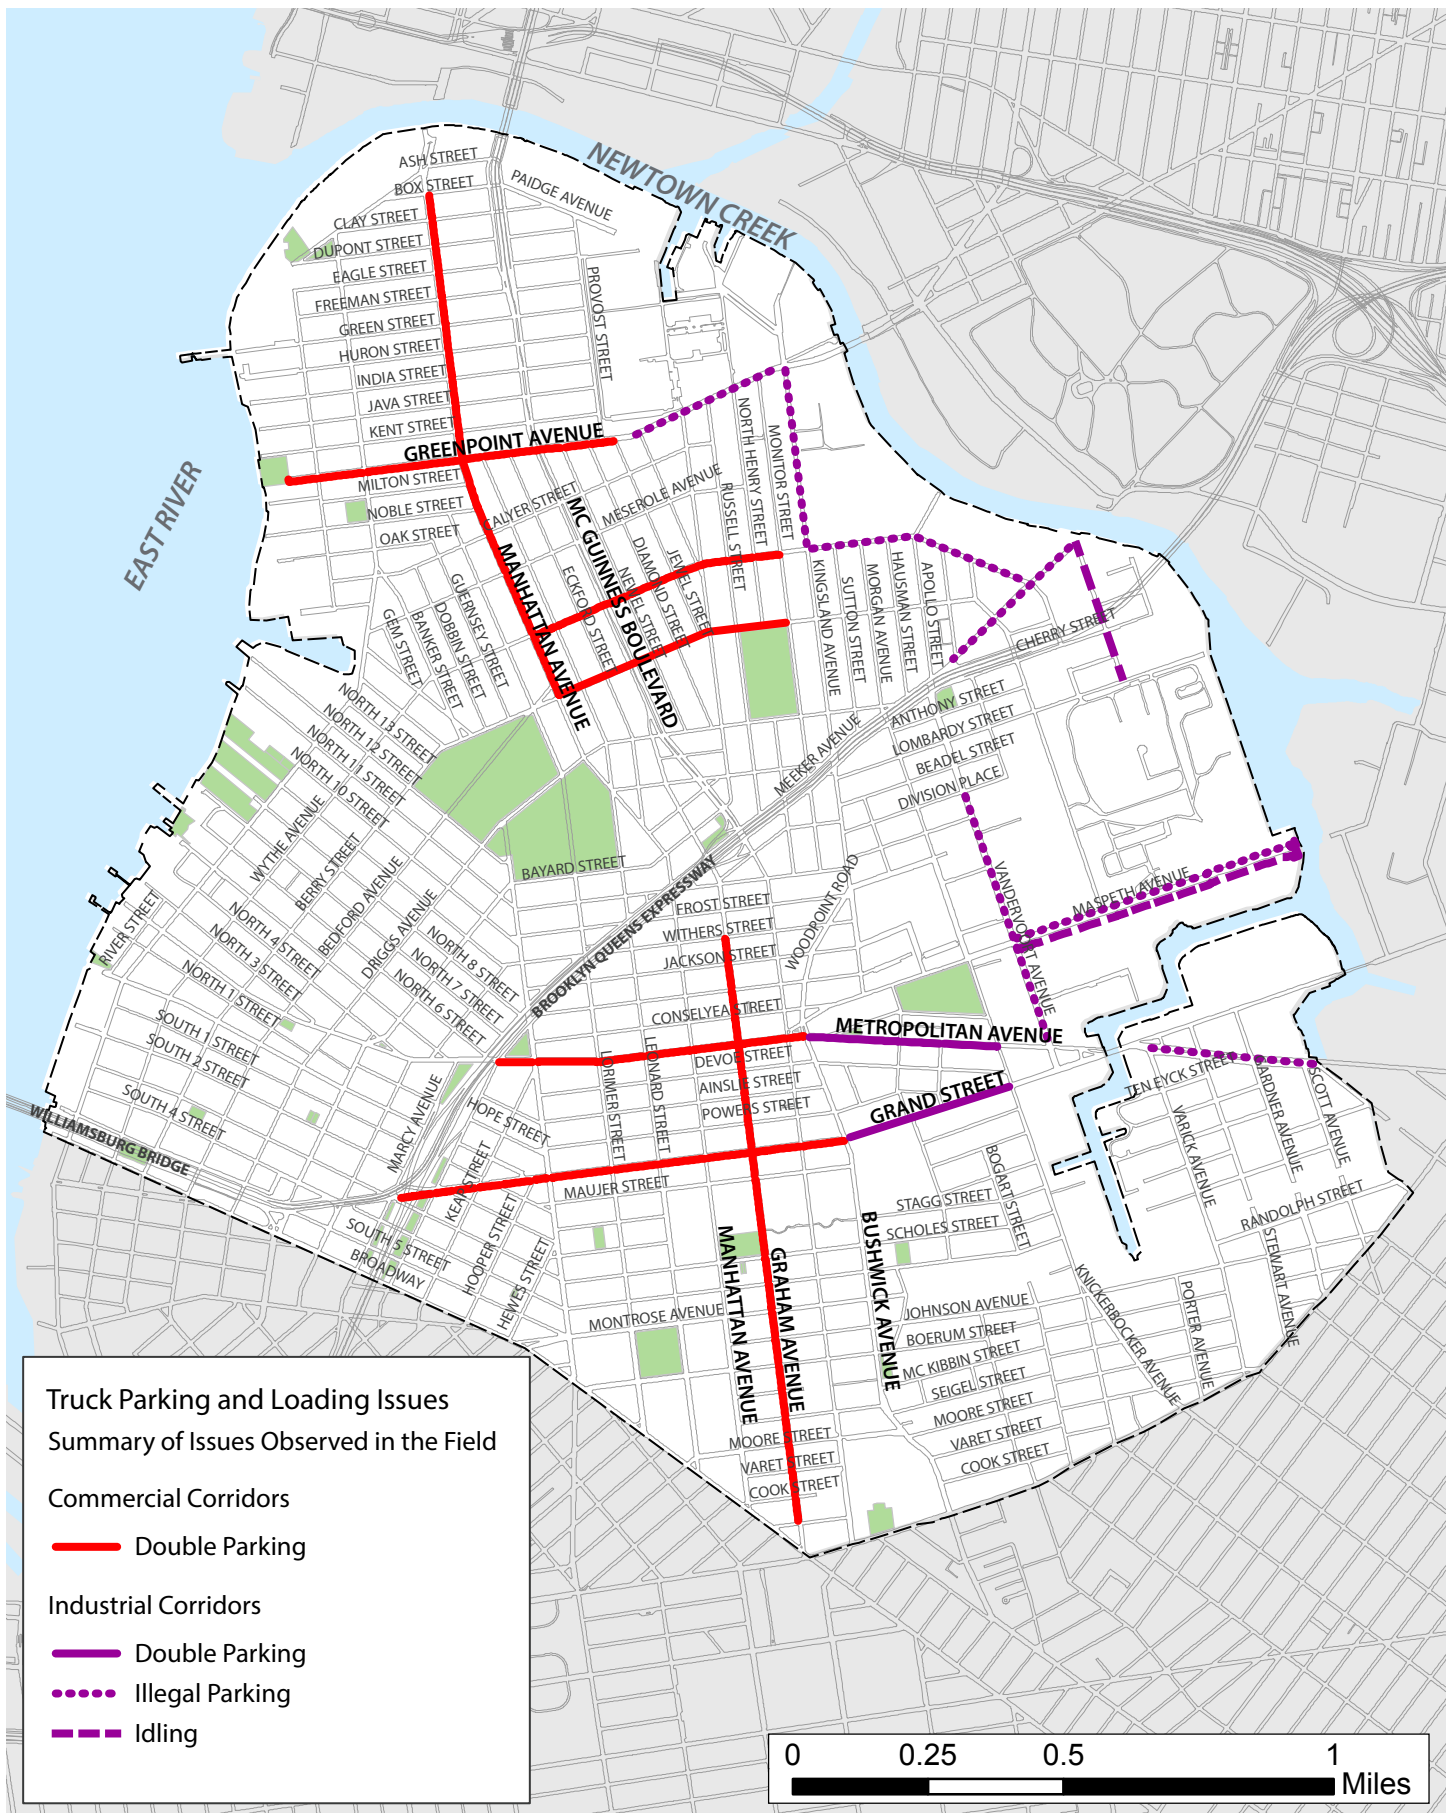 NEWTOWN CREEK
ASH STREET
BOX STREET
PAIDGE AVENUE
CLAY STREET
DUPONT STREET
EAGLE STREET
FREEMAN STREET
GREEN STREET
HURON STREET
INDIA STREET
JAVA STREET
KENT STREET
PROVOST STREET
GREENPOINT AVENUE
MILTON STREET
NOBLE STREET
OAK STREET
CALYER STREET
MESEROLE AVENUE
EAST RIVER
NORTH HENRY STREET
MONITOR STREET
RUSSELL STREET
MC GUINNESS BOULEVARD
MANHATTAN AVENUE
ECKFORD STREET
NEWEL STREET
DIAMOND STREET
JEWEL STREET
GUERNSEY STREET
DOBBIN STREET
BANKER STREET
GEM STREET
KINGSLAND AVENUE
SUTTON STREET
MORGAN AVENUE
HAUSMAN STREET
APOLLO STREET
CHERRY STREET
MEEKER AVENUE
ANTHONY STREET
LOMBARDY STREET
BEADEL STREET
DIVISION PLACE
NORTH 13 STREET
NORTH 12 STREET
NORTH 11 STREET
NORTH 10 STREET
WYTHE AVENUE
BERRY STREET
BEDFORD AVENUE
DRIGGS AVENUE
BAYARD STREET
BROOKLYN QUEENS EXPRESSWAY
FROST STREET
WITHERS STREET
JACKSON STREET
WOODPOINT ROAD
VANDERVOORT AVENUE
MASPETH AVENUE
RIVER STREET
NORTH 4 STREET
NORTH 3 STREET
NORTH 1 STREET
NORTH 8 STREET
NORTH 7 STREET
NORTH 6 STREET
CONSELYEA STREET
METROPOLITAN AVENUE
DEVOE STREET
AINSLIE STREET
POWERS STREET
LORIMER STREET
LEONARD STREET
GRAND STREET
SOUTH 1 STREET
SOUTH 2 STREET
SOUTH 4 STREET
WILLIAMSBURG BRIDGE
MARCY AVENUE
HOPE STREET
KEAP STREET
HOOPER STREET
HEWES STREET
SOUTH 5 STREET
BROADWAY
MAUJER STREET
TEN EYCK STREET
VARICK AVENUE
GARDNER AVENUE
SCOTT AVENUE
RANDOLPH STREET
STEWART AVENUE
PORTER AVENUE
KNICKERBOCKER AVENUE
BOGART STREET
STAGG STREET
SCHOLES STREET
MANHATTAN AVENUE
GRAHAM AVENUE
BUSHWICK AVENUE
MONTROSE AVENUE
JOHNSON AVENUE
BOERUM STREET
MC KIBBIN STREET
SEIGEL STREET
MOORE STREET
VARET STREET
COOK STREET
MOORE STREET
VARET STREET
COOK STREET
Truck Parking and Loading Issues
Summary of Issues Observed in the Field
Commercial Corridors
Double Parking
Industrial Corridors
Double Parking
Illegal Parking
Idling
0 0.25 0.5 1
Miles